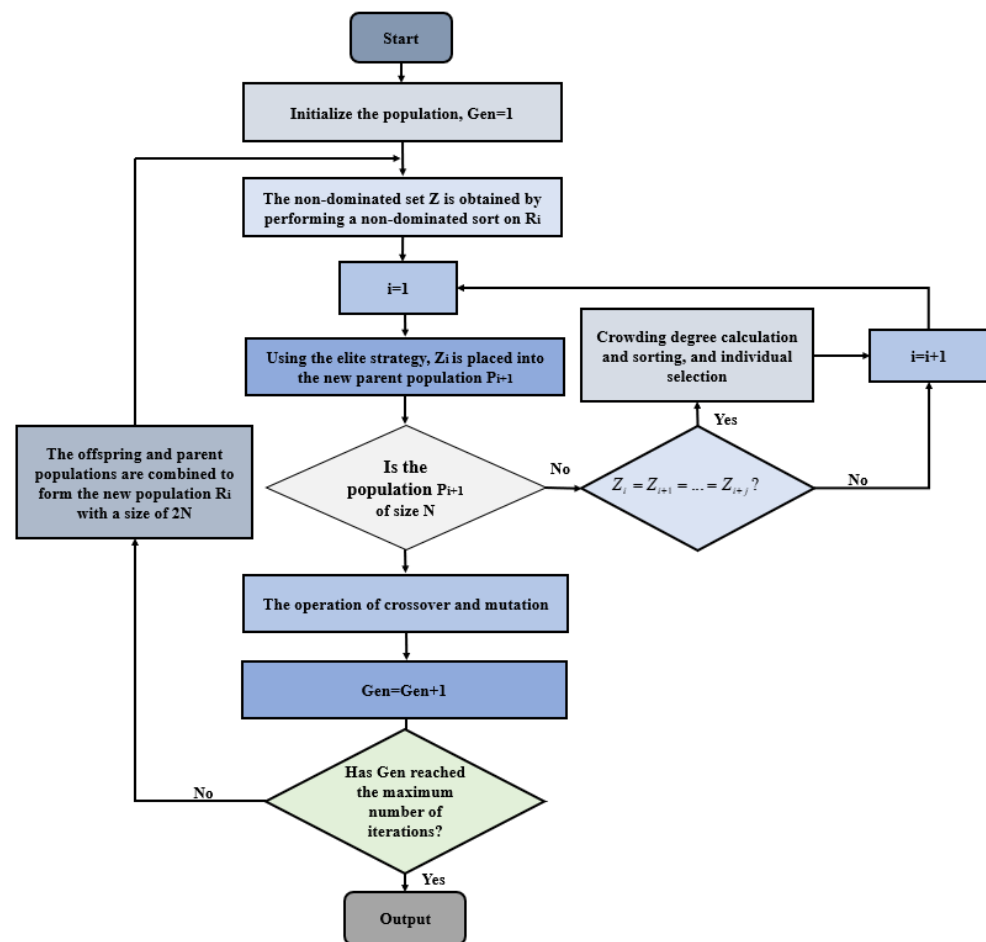 Start
Initialize the population, Gen=1
The non-dominated set Z is obtained by
performing a non-dominated sort on Ri
i=1
Using the elite strategy, Zi is placed into
the new parent population Pi+1
Crowding degree calculation
and sorting, and individual
selection
i=i+1
Yes
The offspring and parent
populations are combined to
form the new population Ri
with a size of 2N
Is the
population Pi+1
of size N
No
Zi = Zi+1 = ... = Zi+j ?
No
The operation of crossover and mutation
Gen=Gen+1
Has Gen reached
the maximum
number of
iterations?
No
Yes
Output